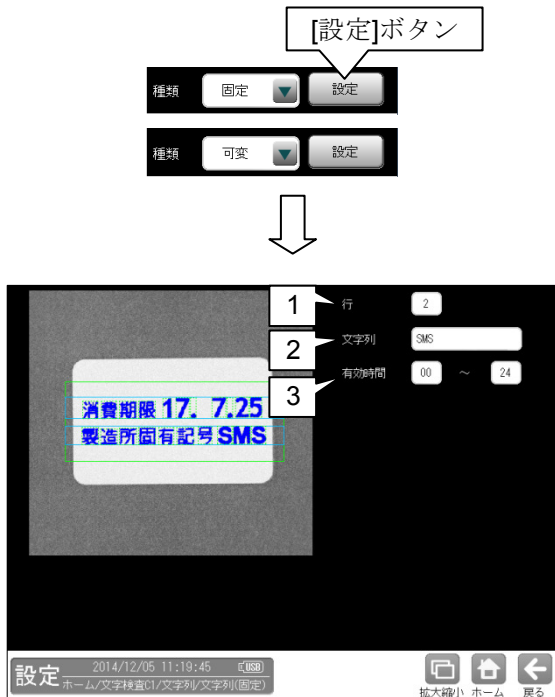 [設定]ボタン
種類 固定 設定
種類 可変 設定
1 行 2
2 文字列 SMS
3 有効時間 00 ～ 24
消費期限 17. 7.25
製造所固有記号 SMS
設定 2014/12/05 11:19:45 USB
ホーム/文字検査C1/文字列/文字列(固定)
拡大縮小 ホーム 戻る